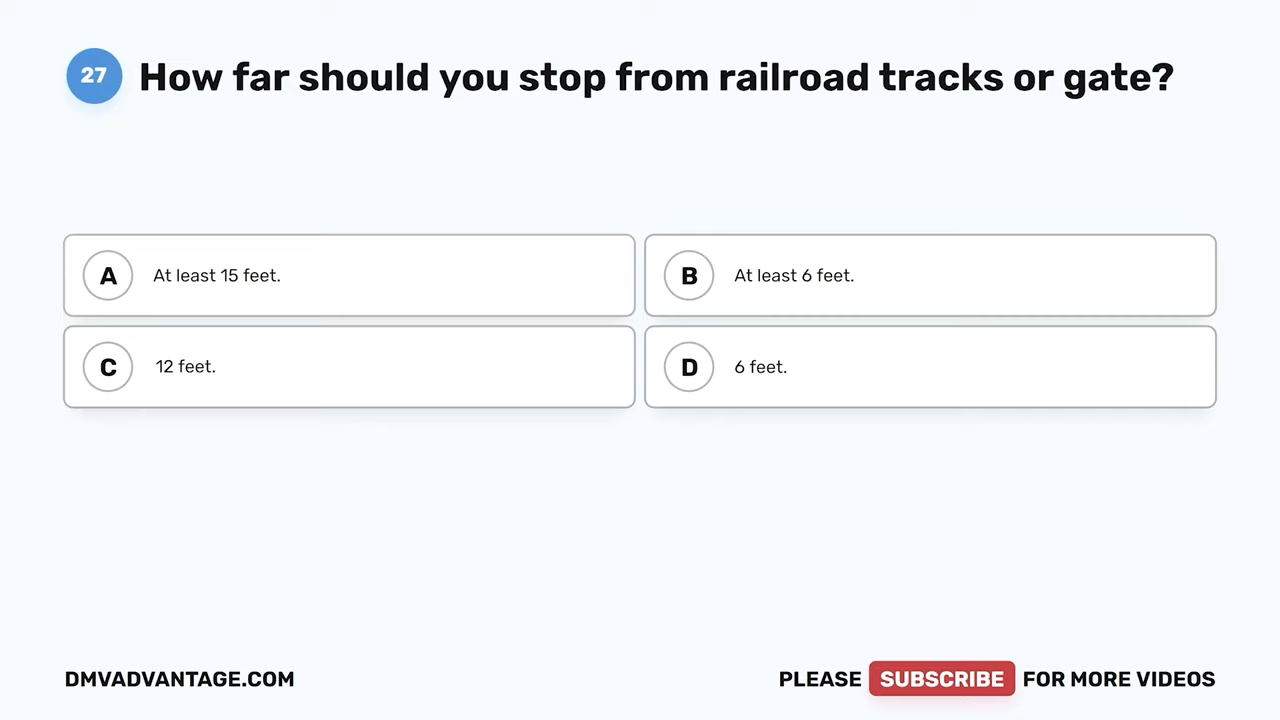 27 How far should you stop from railroad tracks or gate?
A At least 15 feet.
B At least 6 feet.
C 12 feet.
D 6 feet.
DMVADVANTAGE.COM
PLEASE SUBSCRIBE FOR MORE VIDEOS